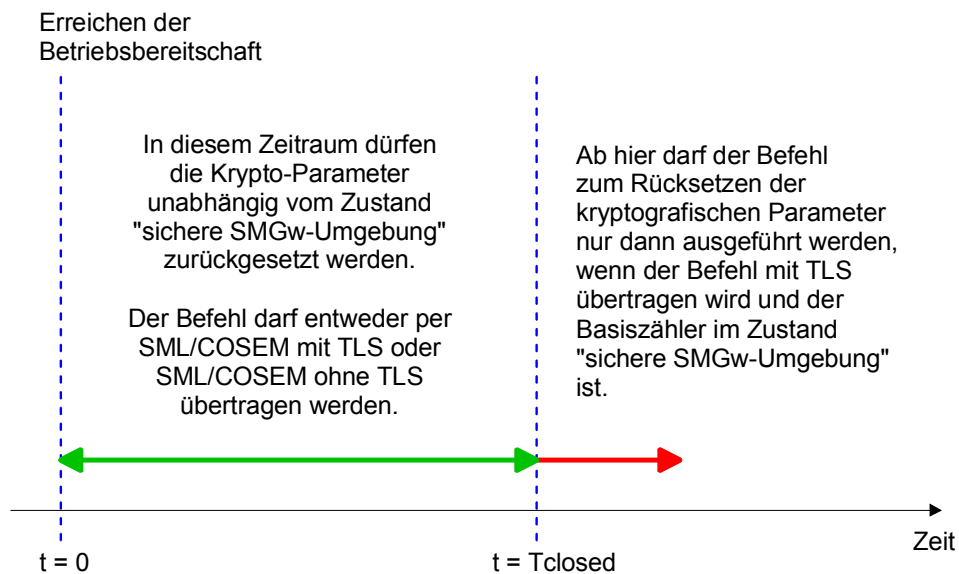 Erreichen der
Betriebsbereitschaft
In diesem Zeitraum dürfen
die Krypto-Parameter
unabhängig vom Zustand
"sichere SMGw-Umgebung"
zurückgesetzt werden.
Der Befehl darf entweder per
SML/COSEM mit TLS oder
SML/COSEM ohne TLS
übertragen werden.
Ab hier darf der Befehl
zum Rücksetzen der
kryptografischen Parameter
nur dann ausgeführt werden,
wenn der Befehl mit TLS
übertragen wird und der
Basiszähler im Zustand
"sichere SMGw-Umgebung"
ist.
Zeit
t = 0
t = Tclosed